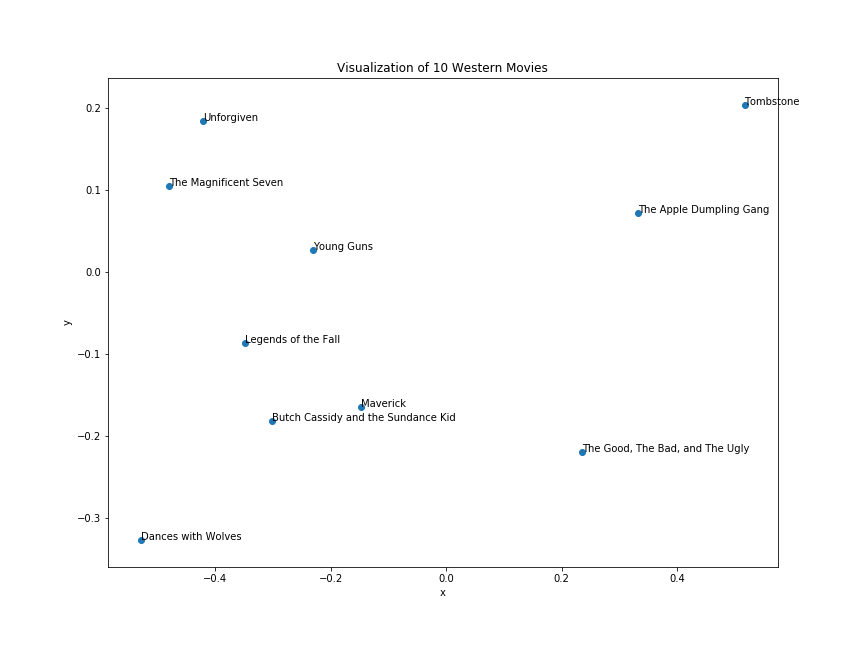 Visualization of 10 Western Movies
0.2
Tombstone
Unforgiven
0.1
The Magnificent Seven
The Apple Dumpling Gang
Young Guns
0.0
y
−0.1
Legends of the Fall
Maverick
Butch Cassidy and the Sundance Kid
−0.2
The Good, The Bad, and The Ugly
−0.3
Dances with Wolves
−0.4 −0.2 0.0 0.2 0.4
x